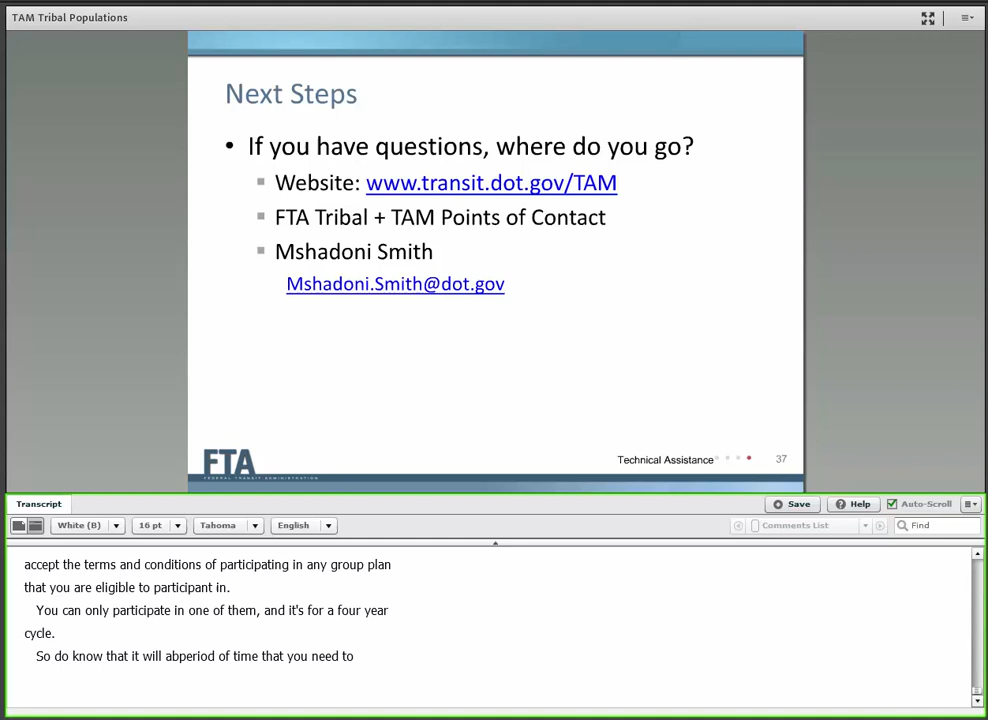 TAM Tribal Populations
Next Steps
• If you have questions, where do you go?
Website: www.transit.dot.gov/TAM
FTA Tribal + TAM Points of Contact
Mshadoni Smith
Mshadoni.Smith@dot.gov
FTA
FEDERAL TRANSIT ADMINISTRATION
Technical Assistance 37
Transcript Save Help Auto-Scroll
White (B) 16 pt Tahoma English Comments List Find
accept the terms and conditions of participating in any group plan
that you are eligible to participant in.
You can only participate in one of them, and it's for a four year
cycle.
So do know that it will abperiod of time that you need to